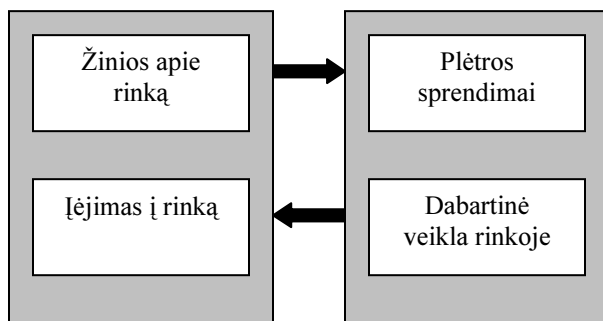 Žinios apie
rinką
Plėtros
sprendimai
Įėjimas į rinką
Dabartinė
veikla rinkoje